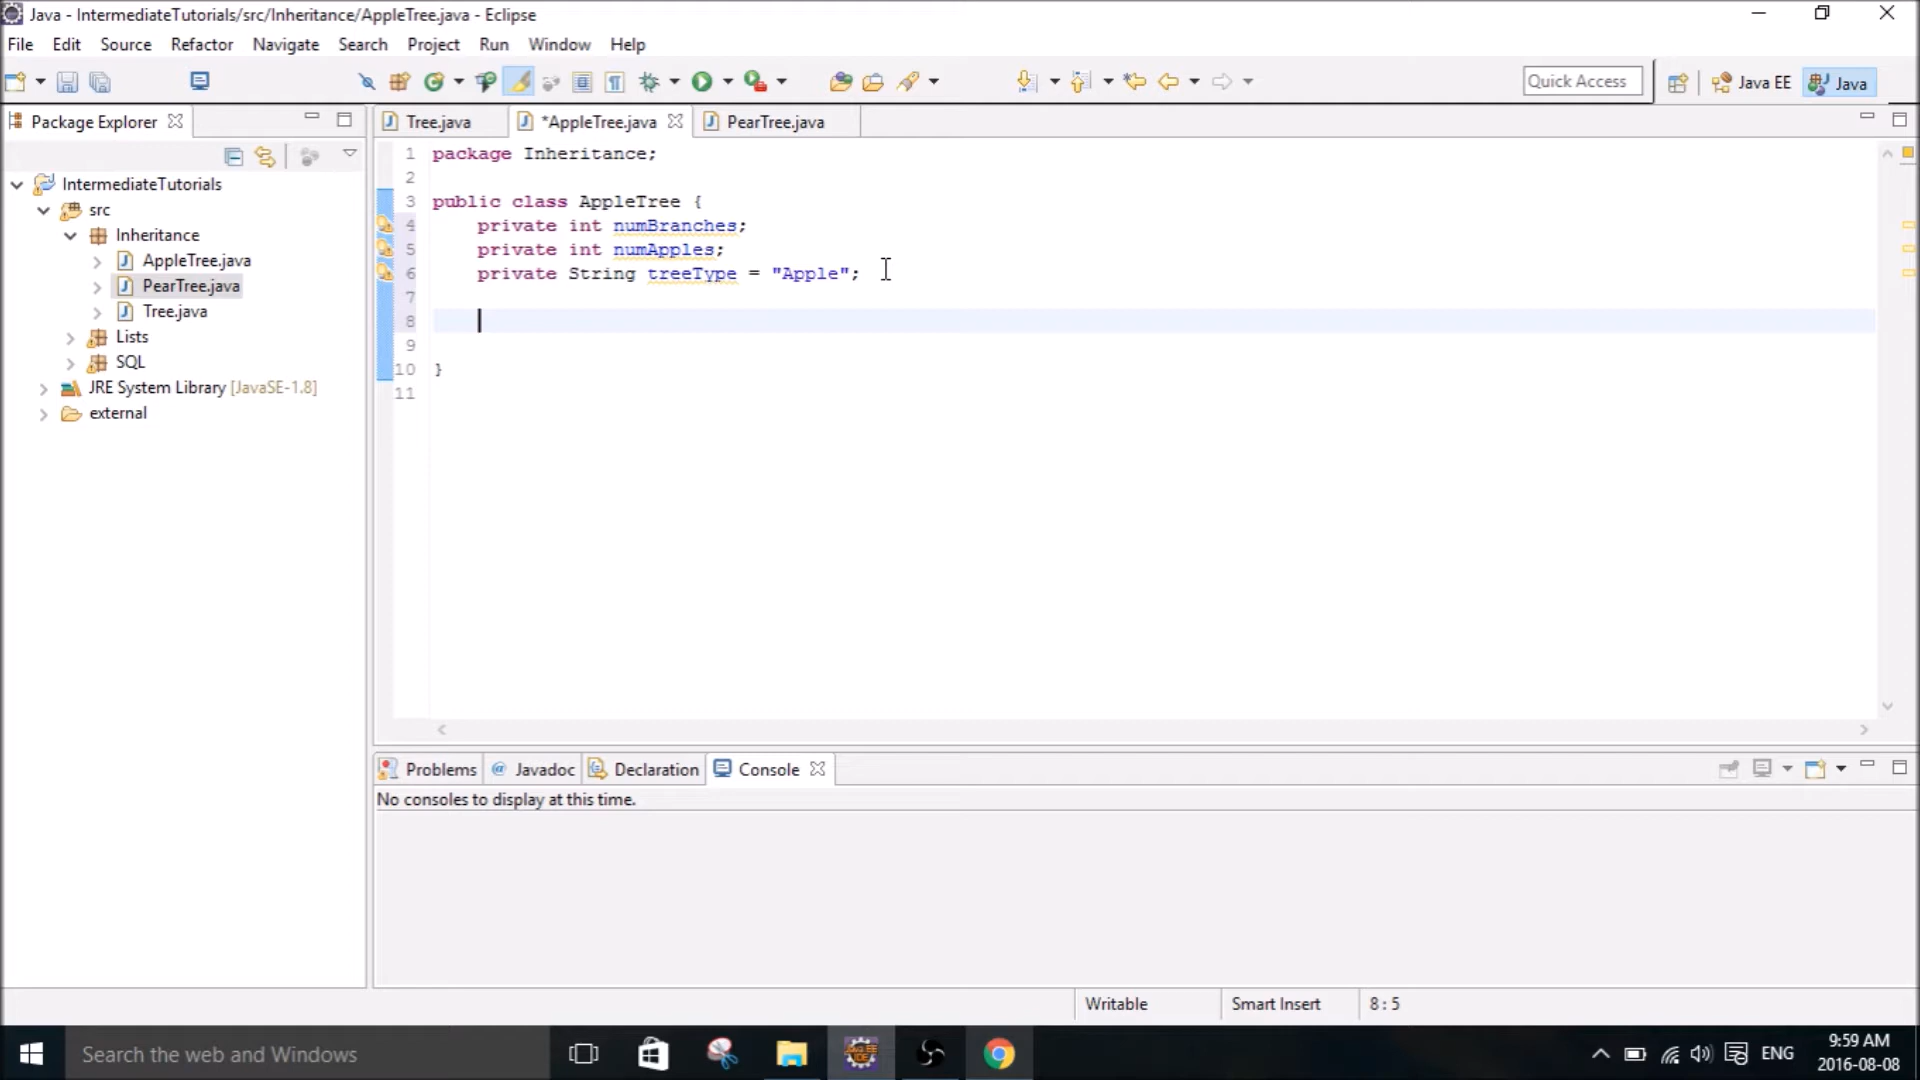 Java - IntermediateTutorials/src/Inheritance/AppleTree.java - Eclipse
File Edit Source Refactor Navigate Search Project Run Window Help
Quick Access Java EE Java
Package Explorer
IntermediateTutorials
src
Inheritance
AppleTree.java
PearTree.java
Tree.java
Lists
SQL
JRE System Library [JavaSE-1.8]
external
Tree.java *AppleTree.java PearTree.java
1 package Inheritance;
2
3 public class AppleTree {
4 private int numBranches;
5 private int numApples;
6 private String treeType = "Apple";
7
8
9
10 }
11
Problems @ Javadoc Declaration Console
No consoles to display at this time.
Writable Smart Insert 8 : 5
Search the web and Windows
ENG
9:59 AM
2016-08-08